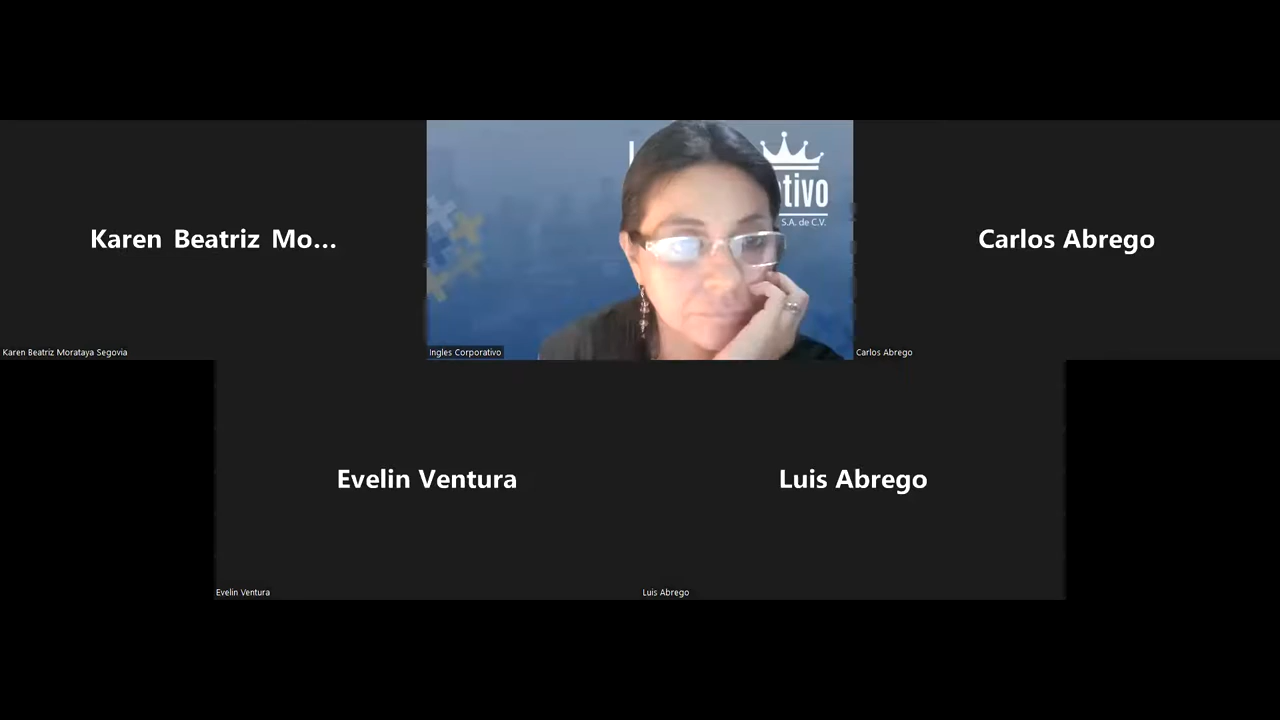 Karen Beatriz Mo...
tivo
S.A. de C.V.
Carlos Abrego
Karen Beatriz Morataya Segovia
Ingles Corporativo
Carlos Abrego
Evelin Ventura
Luis Abrego
Evelin Ventura
Luis Abrego